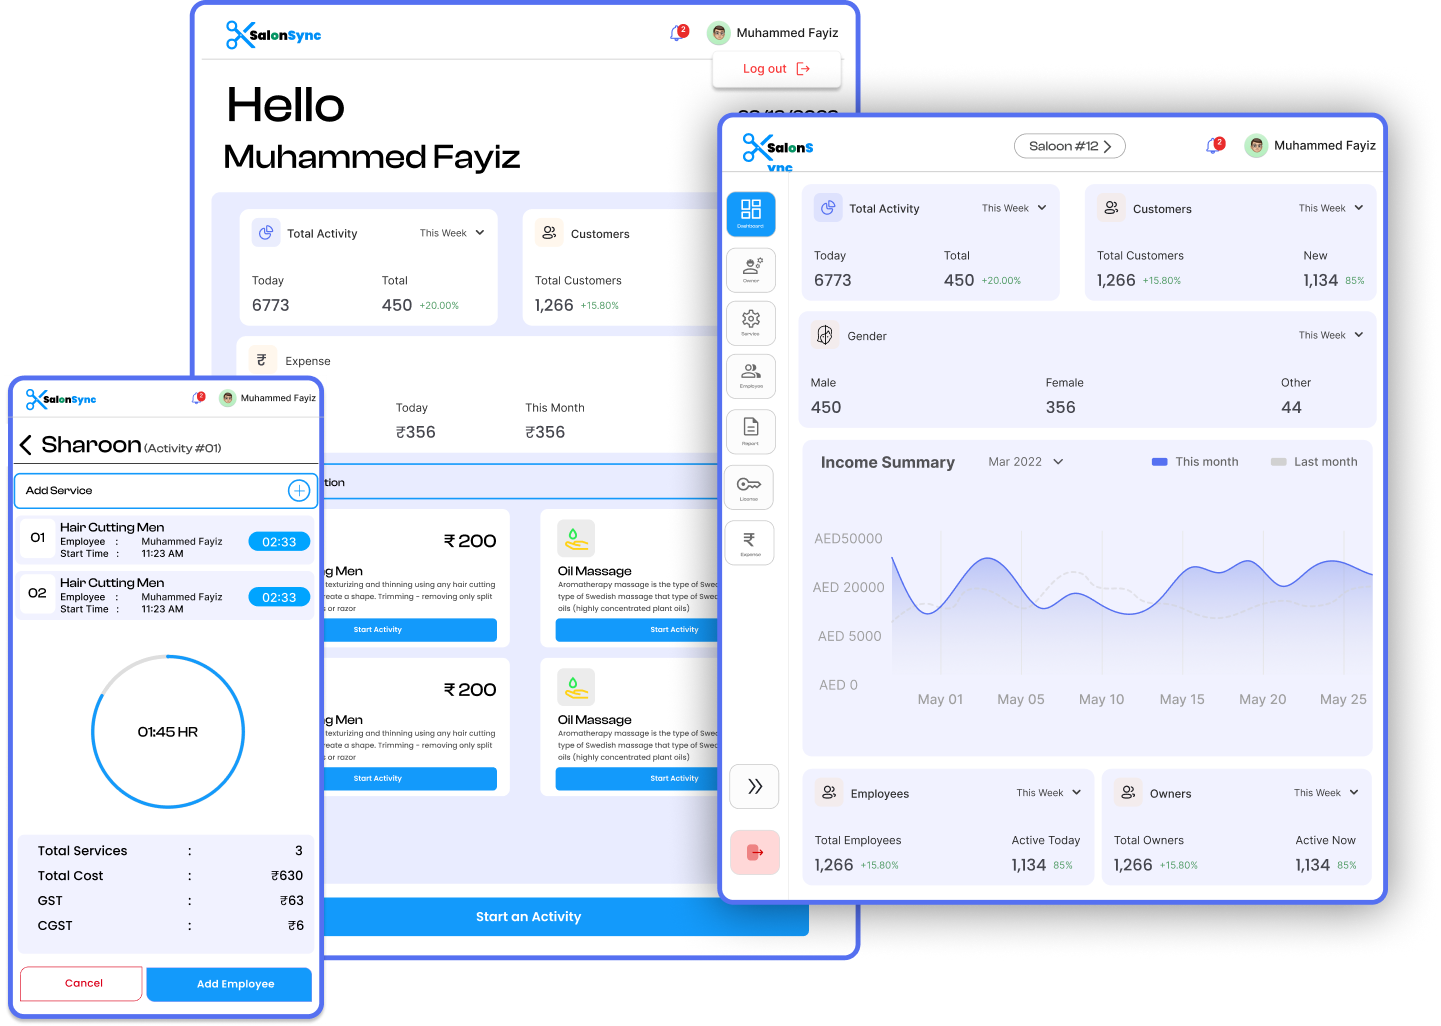 SalonSync
2
Muhammed Fayiz
Log out
Hello
Muhammed Fayiz
Total Activity
This Week
Today
Total
6773
450 +20.00%
Customers
Total Customers
1,266 +15.80%
Expense
Today
This Month
₹356
₹356
tion
₹ 200
g Men
texturizing and thinning using any hair cutting
reate a shape. Trimming - removing only split
s or razor
Start Activity
Oil Massage
Aromatherapy massage is the type of Swed
type of Swedish massage that type of Swed
oils (highly concentrated plant oils)
Start Activity
₹ 200
g Men
texturizing and thinning using any hair cutting
reate a shape. Trimming - removing only split
s or razor
Start Activity
Oil Massage
Aromatherapy massage is the type of Swed
type of Swedish massage that type of Swed
oils (highly concentrated plant oils)
Start Activity
Start an Activity
SalonSync
2
Muhammed Fayiz
Sharoon (Activity #01)
Add Service
01
Hair Cutting Men
Employee : Muhammed Fayiz
Start Time : 11:23 AM
02:33
02
Hair Cutting Men
Employee : Muhammed Fayiz
Start Time : 11:23 AM
02:33
01:45 HR
Total Services : 3
Total Cost : ₹630
GST : ₹63
CGST : ₹6
Cancel
Add Employee
SalonS
ync
Saloon #12
2
Muhammed Fayiz
Dashboard
Owner
Service
Employee
Report
License
Expense
Total Activity
This Week
Today
Total
6773
450 +20.00%
Customers
This Week
Total Customers
New
1,266 +15.80%
1,134 85%
Gender
This Week
Male
Female
Other
450
356
44
Income Summary
Mar 2022
This month
Last month
AED50000
AED 20000
AED 5000
AED 0
May 01
May 05
May 10
May 15
May 20
May 25
Employees
This Week
Total Employees
Active Today
1,266 +15.80%
1,134 85%
Owners
This Week
Total Owners
Active Now
1,266 +15.80%
1,134 85%